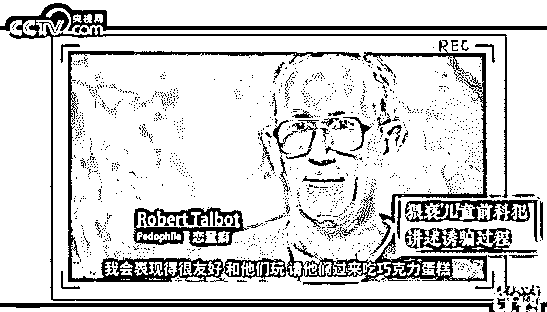 CCTV 央视网
.com
REC
Robert Talbot
Pedophile 恋童癖
猥亵儿童前科犯
讲述诱骗过程
我会表现得很友好 和他们玩 请他们过来吃巧克力蛋糕